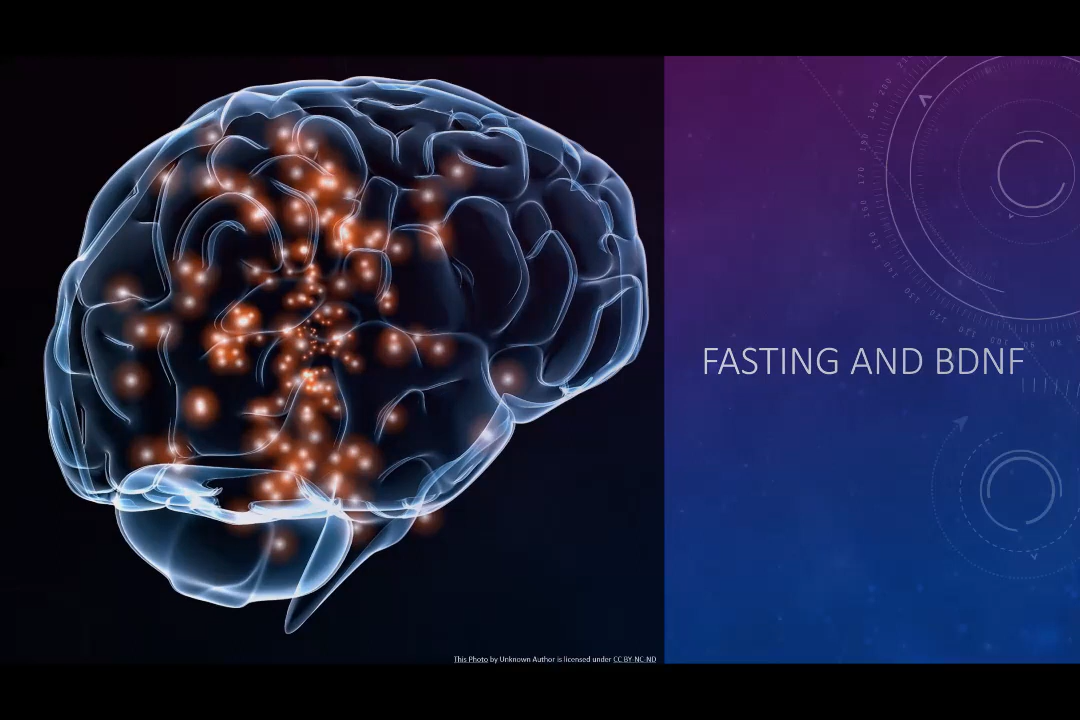 FASTING AND BDNF
This Photo by Unknown Author is licensed under CC BY-NC-ND